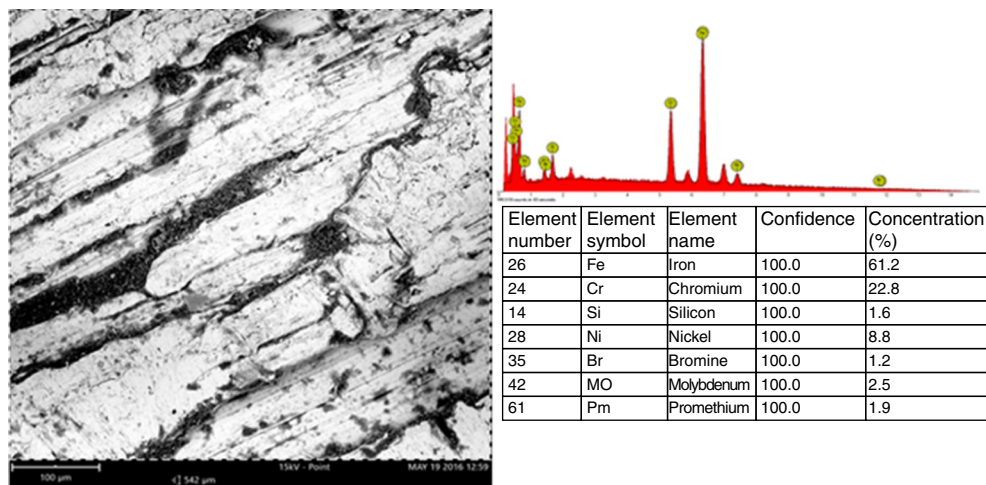 15kV - Point
MAY 19 2016 12:59
100 µm
542 µm
Element number	Element symbol	Element name	Confidence	Concentration (%)
26	Fe	Iron	100.0	61.2
24	Cr	Chromium	100.0	22.8
14	Si	Silicon	100.0	1.6
28	Ni	Nickel	100.0	8.8
35	Br	Bromine	100.0	1.2
42	MO	Molybdenum	100.0	2.5
61	Pm	Promethium	100.0	1.9